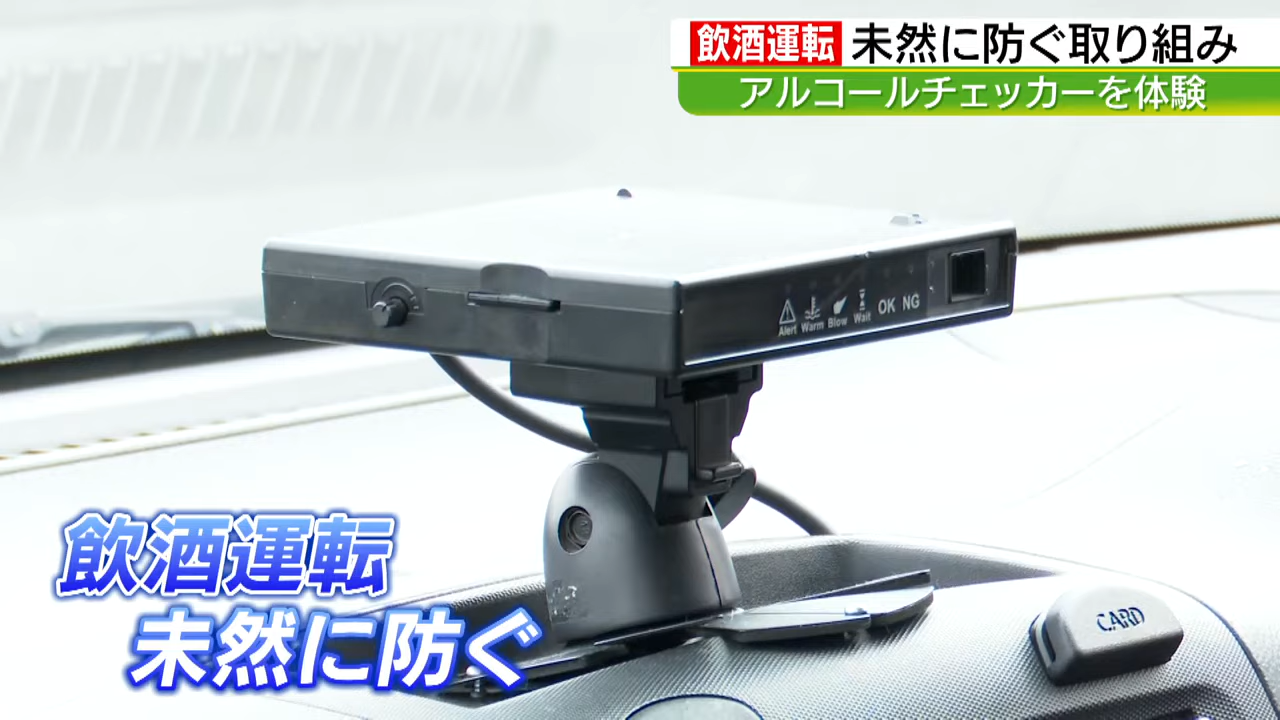 飲酒運転 未然に防ぐ取り組み
アルコールチェッカーを体験
Alert Warm Blow Wait OK NG
飲酒運転
未然に防ぐ
CARD